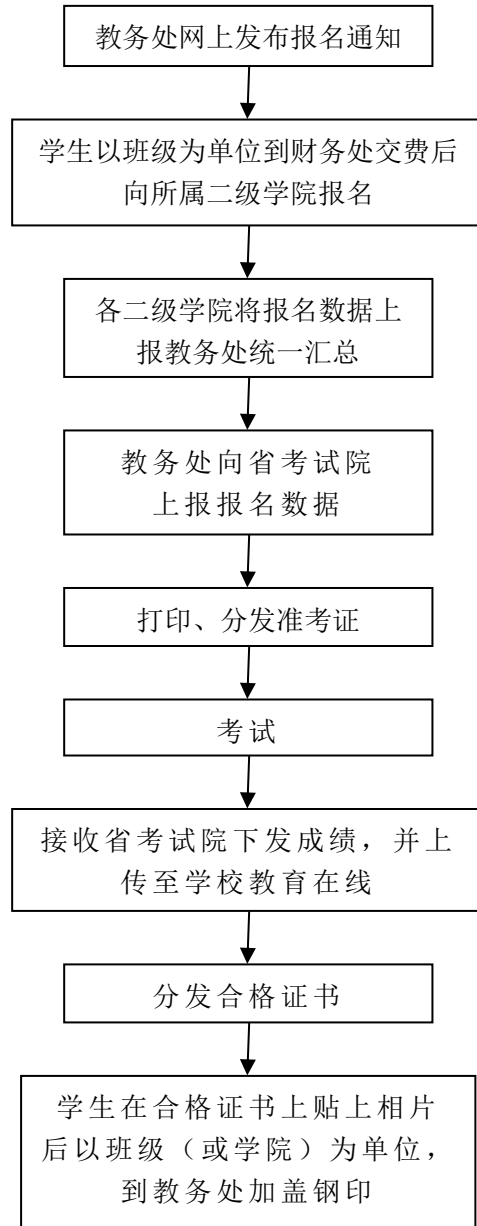 教务处网上发布报名通知
学生以班级为单位到财务处交费后
向所属二级学院报名
各二级学院将报名数据上
报教务处统一汇总
教务处向省考试院
上报报名数据
打印、分发准考证
考试
接收省考试院下发成绩，并上
传至学校教育在线
分发合格证书
学生在合格证书上贴上相片
后以班级（或学院）为单位，
到教务处加盖钢印